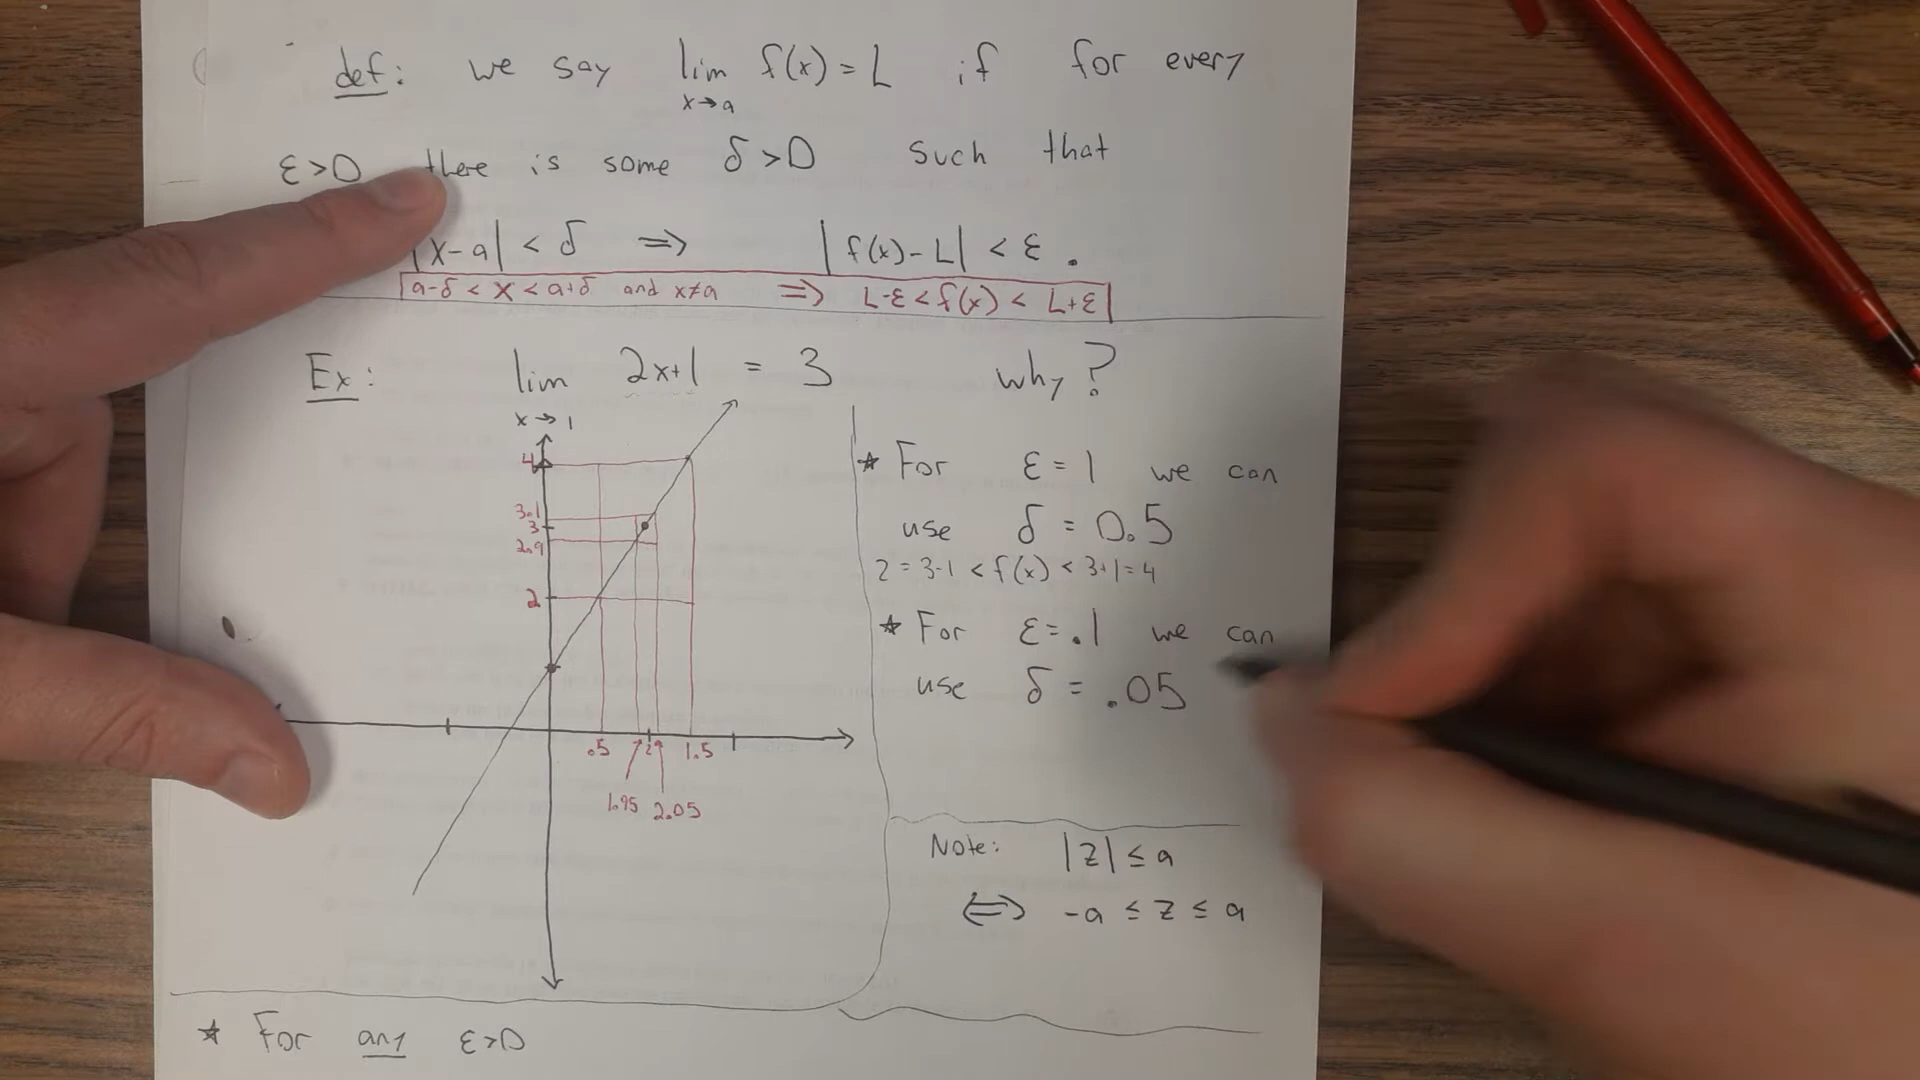 def: we say lim f(x) = L if for every
x→a
ε>0 there is some δ>0 such that
|x-a| < δ ⇒ |f(x)-L| < ε.
a-δ < x < a+δ and x≠a ⇒ L-ε < f(x) < L+ε
Ex: lim 2x+1 = 3 why?
x→1
4
3.1
3
2.9
2
.5
1.5
1.95 2.05
* For ε = 1 we can
use δ = 0.5
2 = 3-1 < f(x) < 3+1 = 4
* For ε = .1 we can
use δ = .05
Note: |z| ≤ a
⇔ -a ≤ z ≤ a
* For any ε>0